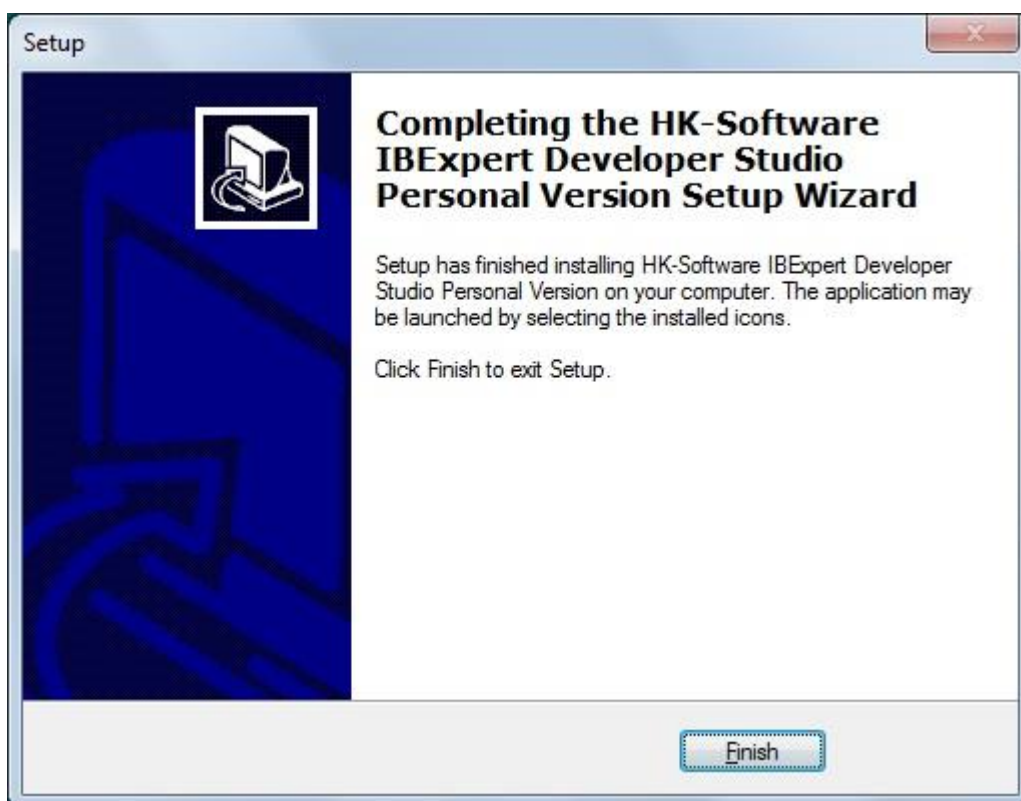 Setup
Completing the HK-Software
IBExpert Developer Studio
Personal Version Setup Wizard
Setup has finished installing HK-Software IBExpert Developer
Studio Personal Version on your computer. The application may
be launched by selecting the installed icons.
Click Finish to exit Setup.
Finish